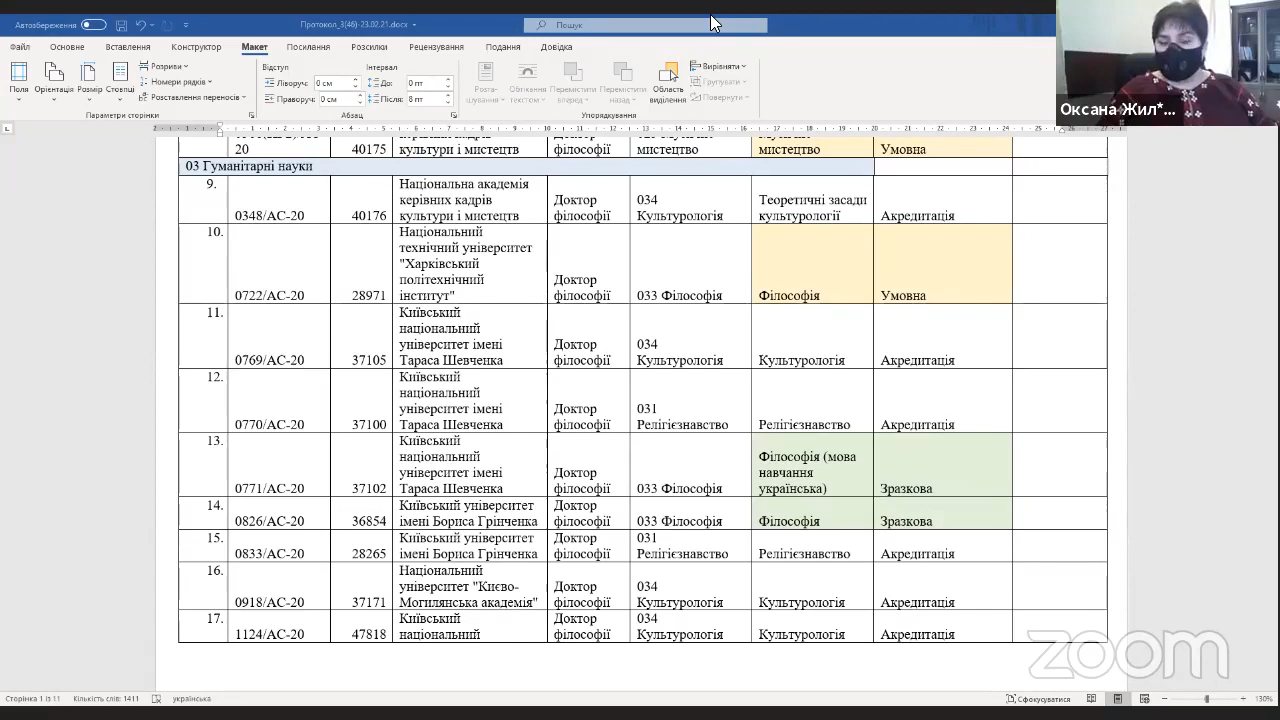 Автозбереження
Протокол_3(46)-23.02.21.docx
Пошук
Файл Основне Вставлення Конструктор Макет Посилання Розсилки Рецензування Подання Довідка
Поля
Орієнтація
Розмір
Стовпці
Розриви
Номери рядків
Розставлення переносів
Параметри сторінки
Відступ
Ліворуч: 0 см
Праворуч: 0 см
Інтервал
До: 0 пт
Після: 8 пт
Абзац
Розта-
шування
Обтікання
текстом
Перемістити
вперед
Перемістити
назад
Область
виділення
Вирівняти
Групувати
Повернути
Упорядкування
Оксана Жил*...
20 40175 культури і мистецтв філософії мистецтво мистецтво Умовна
03 Гуманітарні науки
9. 0348/АС-20 40176
Національна академія
керівних кадрів
культури і мистецтв
Доктор
філософії
034
Культурологія
Теоретичні засади
культурології
Акредитація
10. 0722/АС-20 28971
Національний
технічний університет
"Харківський
політехнічний
інститут"
Доктор
філософії
033 Філософія
Філософія
Умовна
11. 0769/АС-20 37105
Київський
національний
університет імені
Тараса Шевченка
Доктор
філософії
034
Культурологія
Культурологія
Акредитація
12. 0770/АС-20 37100
Київський
національний
університет імені
Тараса Шевченка
Доктор
філософії
031
Релігієзнавство
Релігієзнавство
Акредитація
13. 0771/АС-20 37102
Київський
національний
університет імені
Тараса Шевченка
Доктор
філософії
033 Філософія
Філософія (мова
навчання
українська)
Зразкова
14. 0826/АС-20 36854
Київський університет
імені Бориса Грінченка
Доктор
філософії
033 Філософія
Філософія
Зразкова
15. 0833/АС-20 28265
Київський університет
імені Бориса Грінченка
Доктор
філософії
031
Релігієзнавство
Релігієзнавство
Акредитація
16. 0918/АС-20 37171
Національний
університет "Києво-
Могилянська академія"
Доктор
філософії
034
Культурологія
Культурологія
Акредитація
17. 1124/АС-20 47818
Київський
національний
Доктор
філософії
034
Культурологія
Культурологія
Акредитація
zoom
Сторінка 1 із 11 Кількість слів: 1411 українська
Сфокусуватися 130%